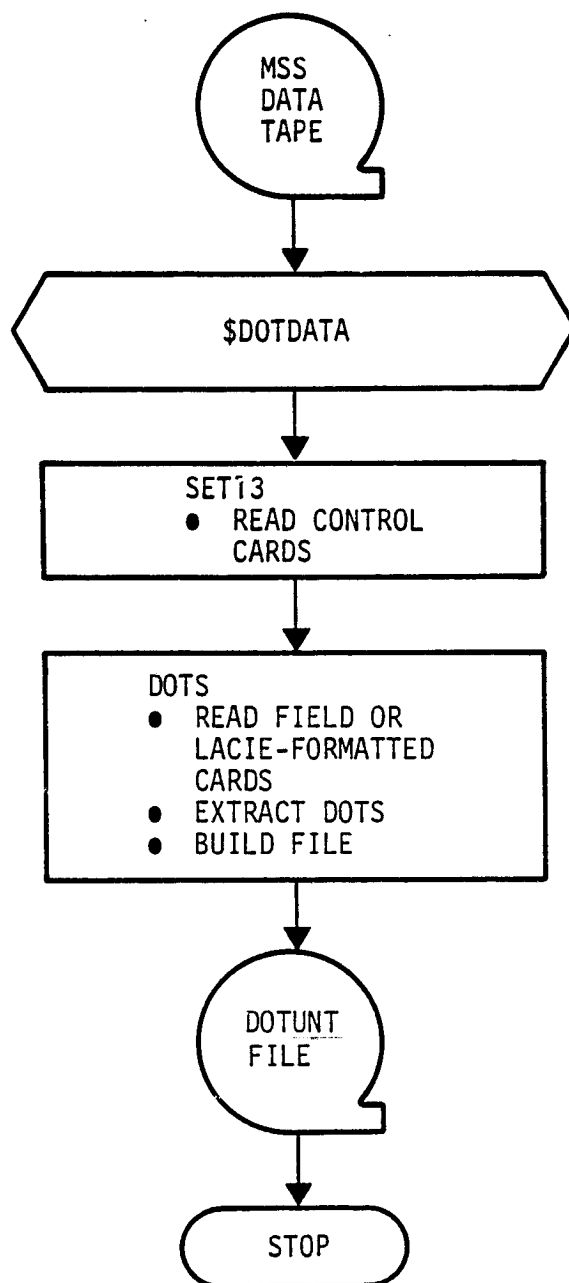 MSS
DATA
TAPE
$DOTDATA
SET13
● READ CONTROL
CARDS
DOTS
● READ FIELD OR
LACIE-FORMATTED
CARDS
● EXTRACT DOTS
● BUILD FILE
DOTUNT
FILE
STOP